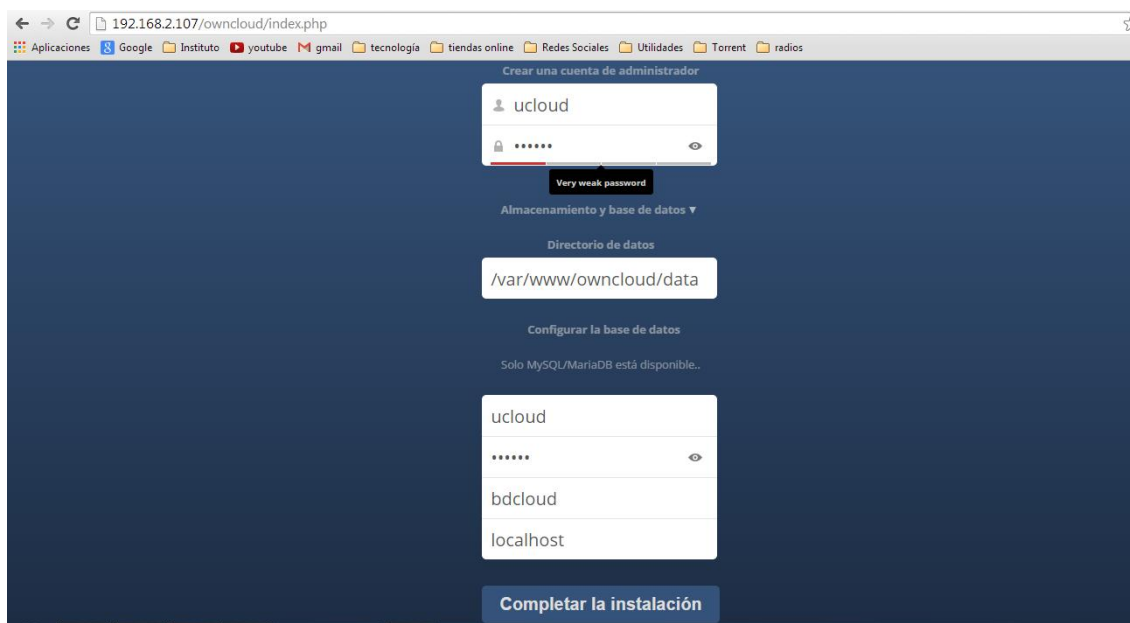 192.168.2.107/owncloud/index.php
Aplicaciones Google Instituto youtube gmail tecnología tiendas online Redes Sociales Utilidades Torrent radios
Crear una cuenta de administrador
ucloud
••••••
Very weak password
Almacenamiento y base de datos ▼
Directorio de datos
/var/www/owncloud/data
Configurar la base de datos
Solo MySQL/MariaDB está disponible..
ucloud
••••••
bdcloud
localhost
Completar la instalación